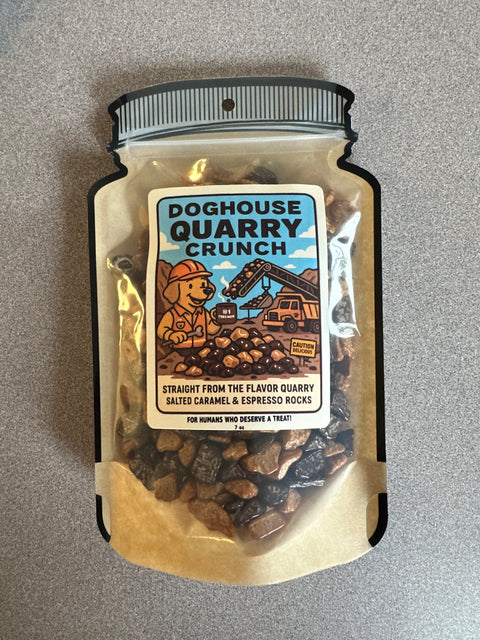 DOGHOUSE
QUARRY
CRUNCH
#1
CAUTION
DELICIOUS
STRAIGHT FROM THE FLAVOR QUARRY
SALTED CARAMEL & ESPRESSO ROCKS
FOR HUMANS WHO DESERVE A TREAT!
7 oz